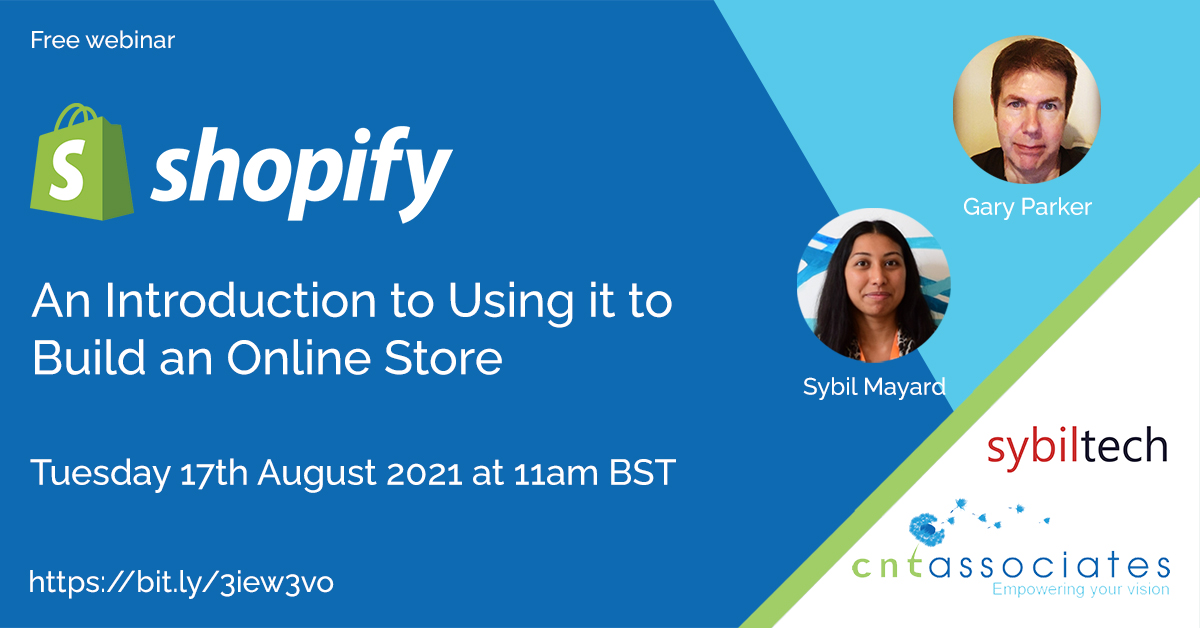 Free webinar
S shopify
An Introduction to Using it to
Build an Online Store
Tuesday 17th August 2021 at 11am BST
https://bit.ly/3iew3vo
Gary Parker
Sybil Mayard
sybiltech
cntassociates
Empowering your vision